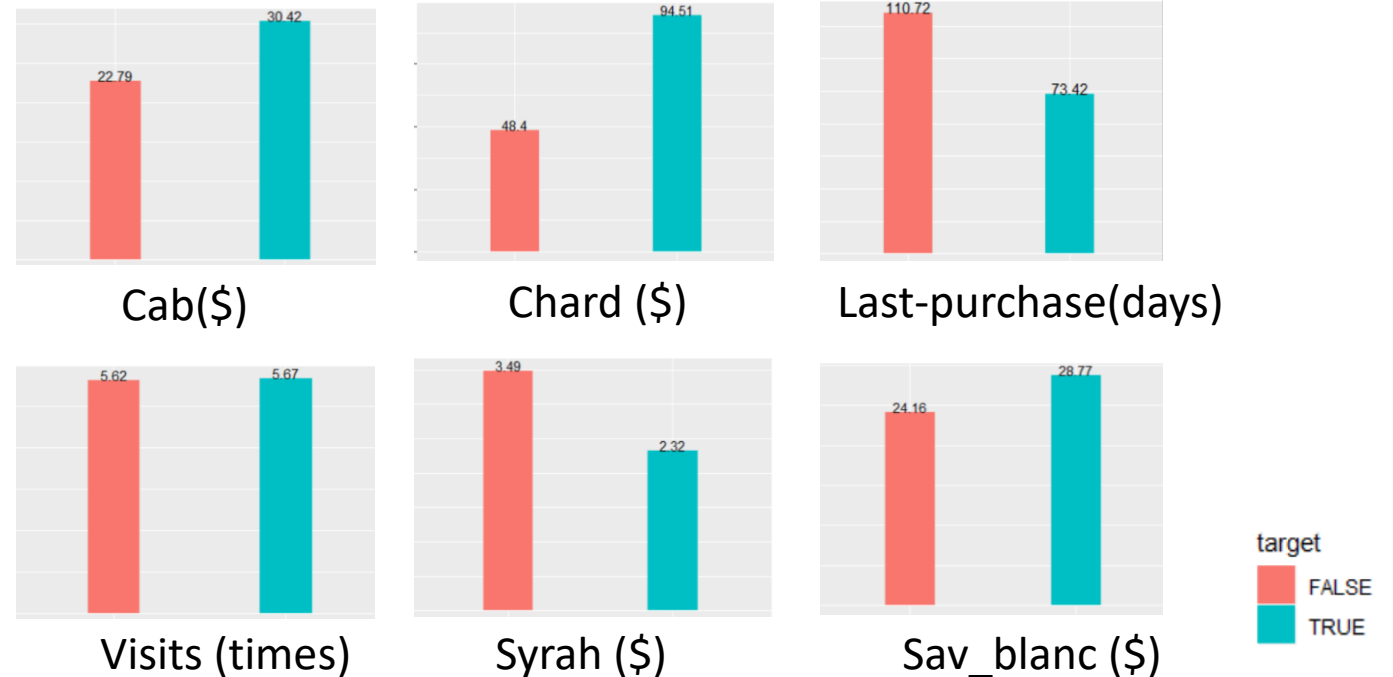 30.42
22.79
Cab($)
94.51
48.4
Chard ($)
110.72
73.42
Last-purchase(days)
5.62
5.67
Visits (times)
3.49
2.32
Syrah ($)
28.77
24.16
Sav_blanc ($)
target
FALSE
TRUE